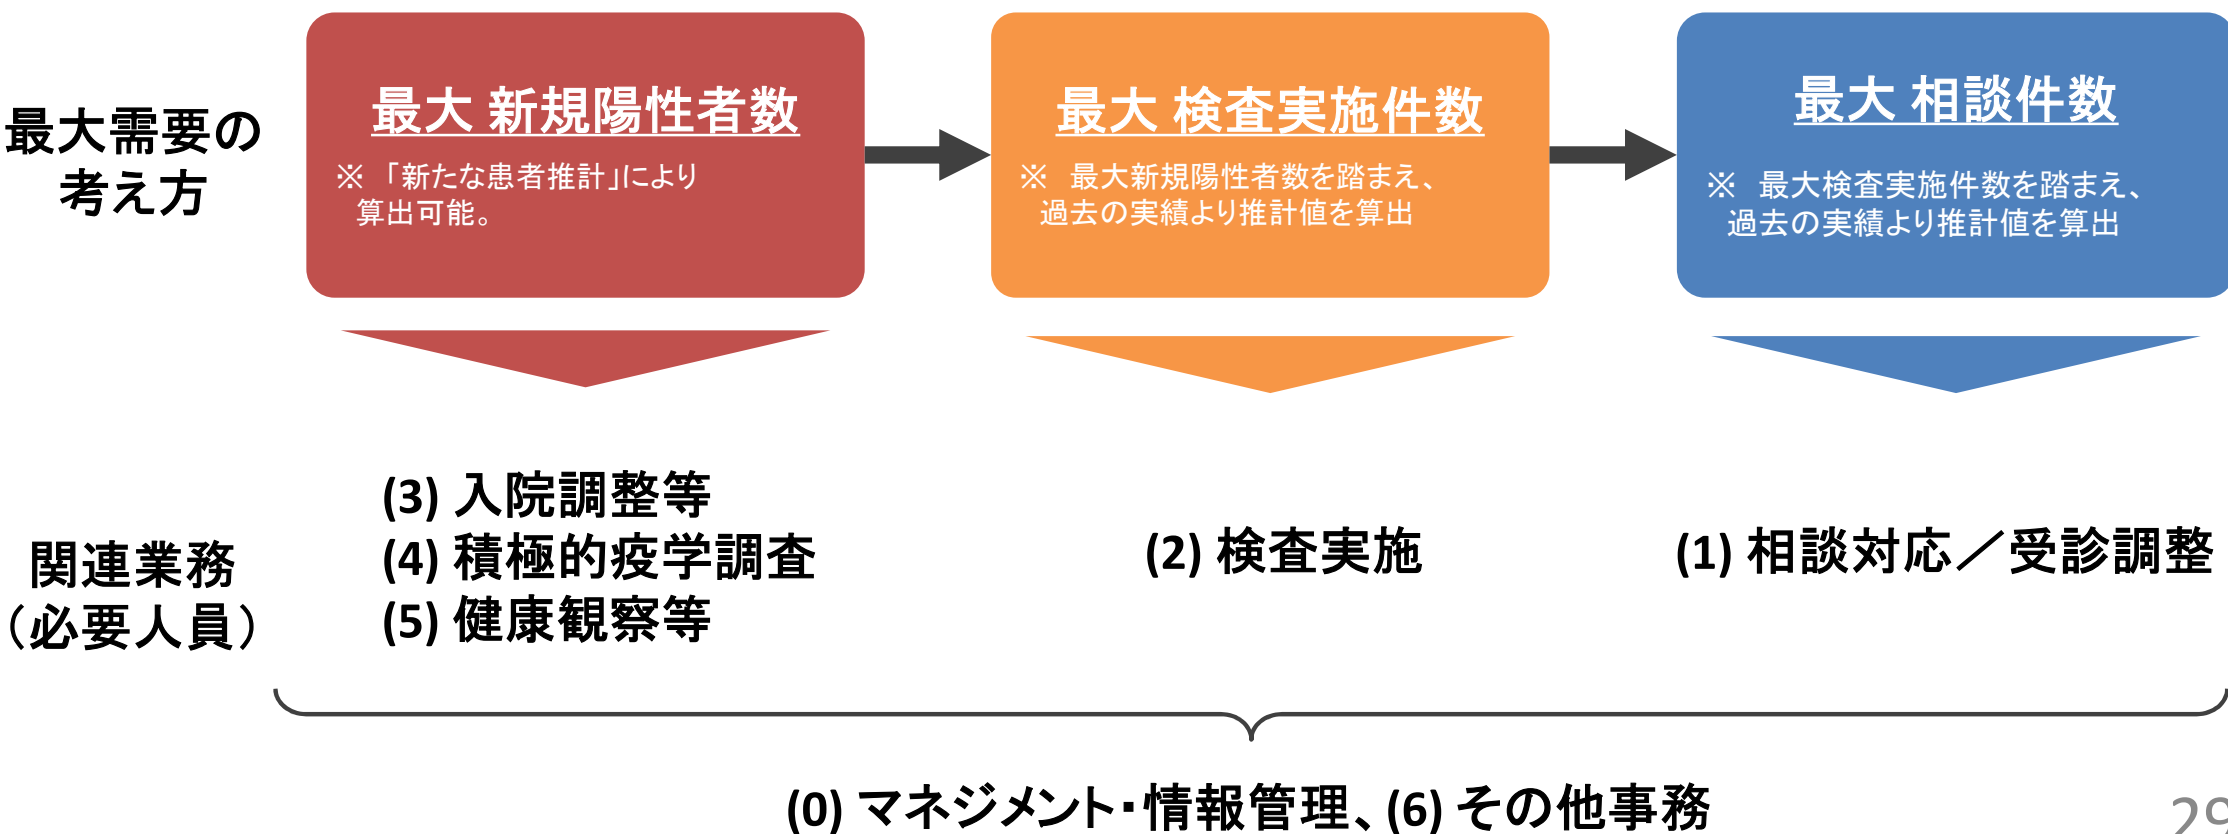 最大需要の
考え方
最大 新規陽性者数
※ 「新たな患者推計」により
算出可能。
最大 検査実施件数
※ 最大新規陽性者数を踏まえ、
過去の実績より推計値を算出
最大 相談件数
※ 最大検査実施件数を踏まえ、
過去の実績より推計値を算出
関連業務
（必要人員）
(3) 入院調整等
(4) 積極的疫学調査
(5) 健康観察等
(2) 検査実施
(1) 相談対応／受診調整
(0) マネジメント・情報管理、(6) その他事務
29